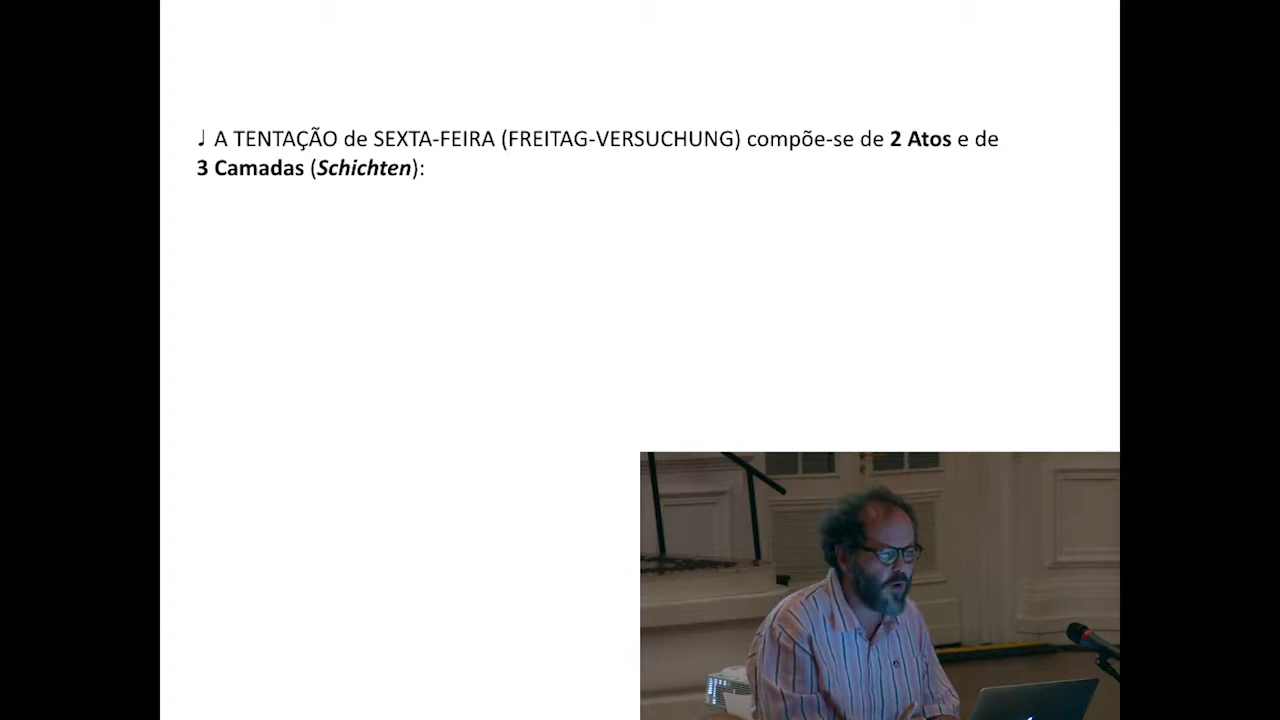 ♩ A TENTAÇÃO de SEXTA-FEIRA (FREITAG-VERSUCHUNG) compõe-se de 2 Atos e de
3 Camadas (Schichten):